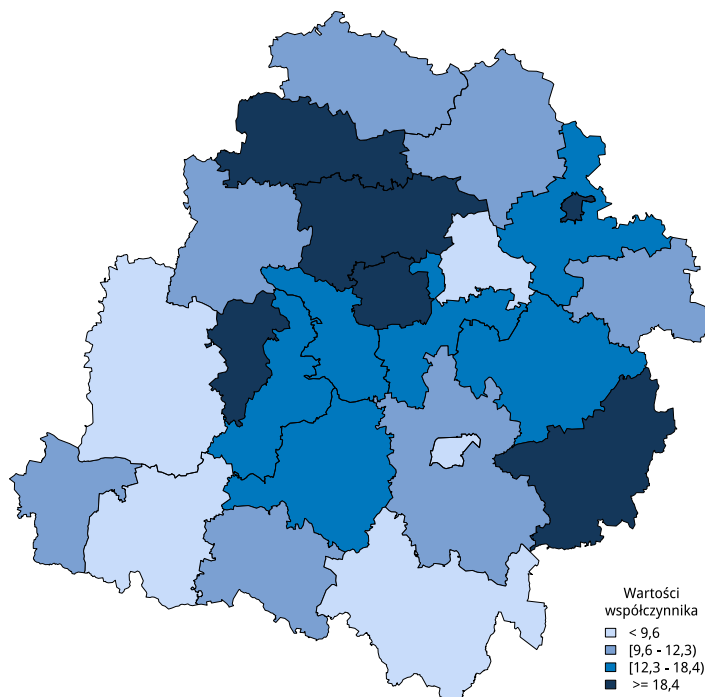 Wartości
współczynnika
< 9,6
[9,6 - 12,3)
[12,3 - 18,4)
>= 18,4